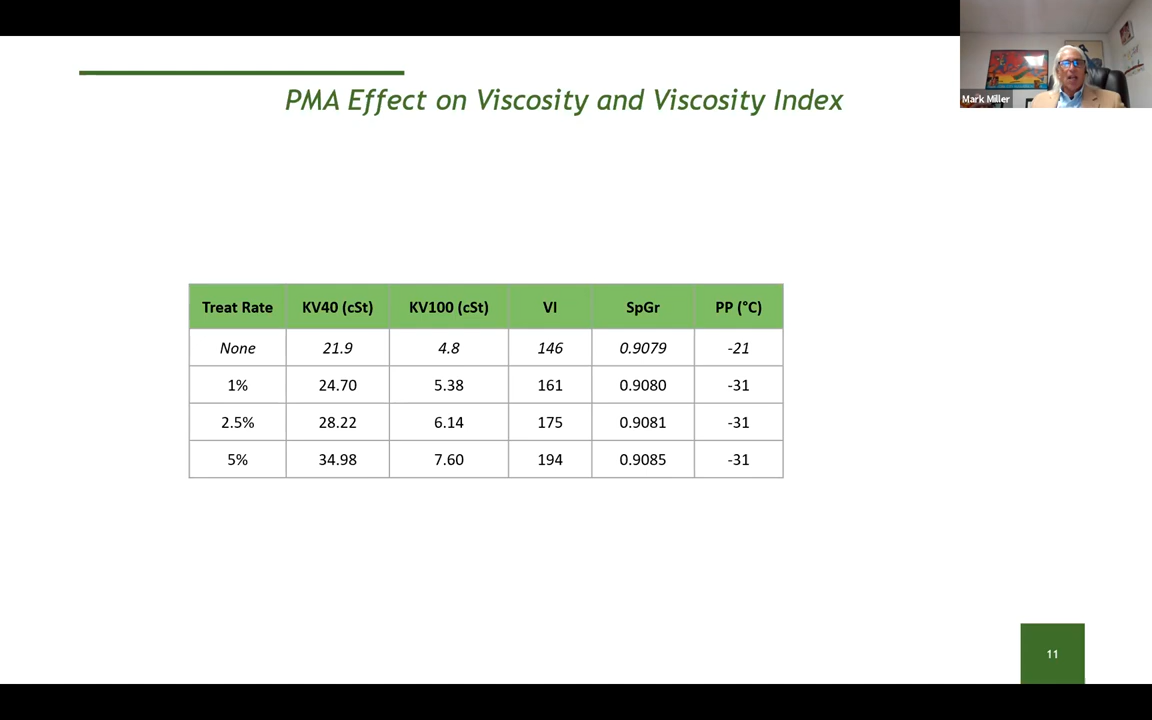 Mark Miller
PMA Effect on Viscosity and Viscosity Index
Treat Rate KV40 (cSt) KV100 (cSt) VI SpGr PP (°C)
None 21.9 4.8 146 0.9079 -21
1% 24.70 5.38 161 0.9080 -31
2.5% 28.22 6.14 175 0.9081 -31
5% 34.98 7.60 194 0.9085 -31
11